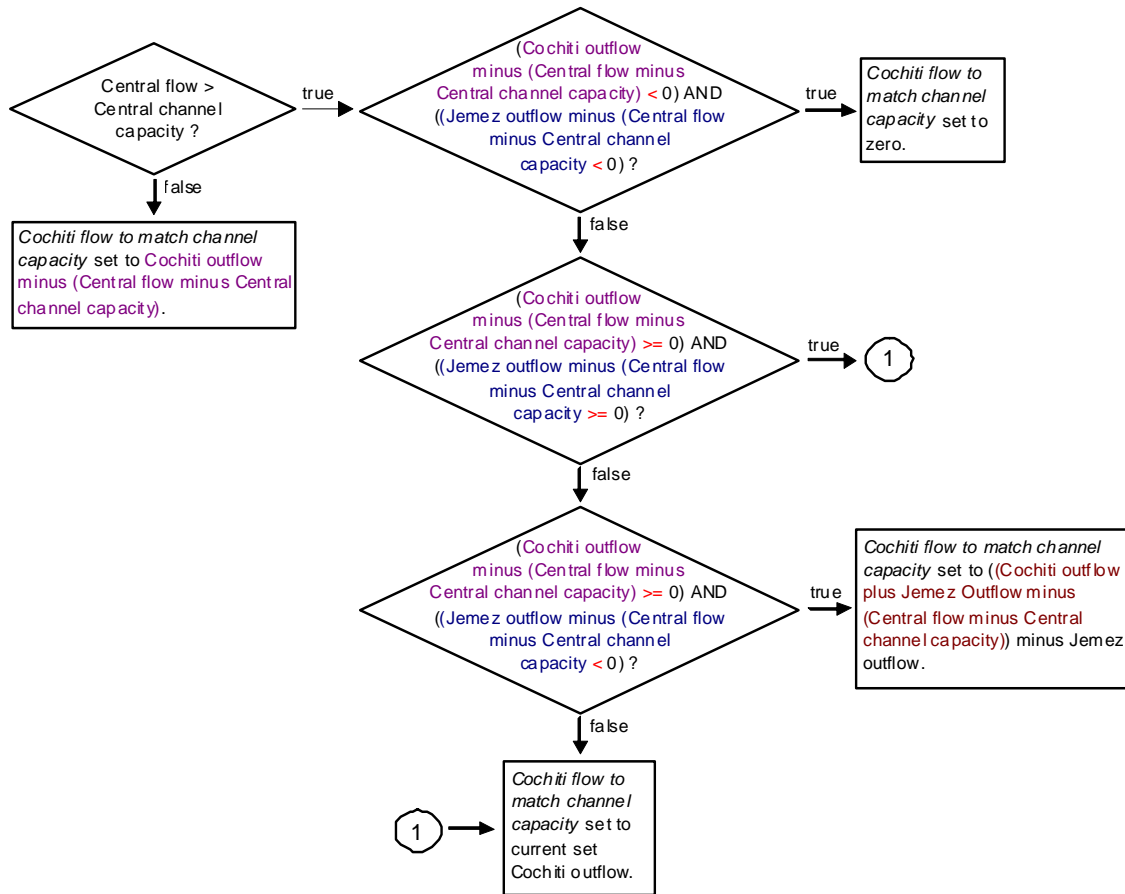 Central flow >
Central channel
capacity ?
true
(Cochiti outflow
minus (Central flow minus
Central channel capacity) < 0) AND
((Jemez outflow minus (Central flow
minus Central channel
capacity < 0) ?
true
Cochiti flow to
match channel
capacity set to
zero.
false
Cochiti flow to match channel
capacity set to Cochiti outflow
minus (Central flow minus Central
channel capacity).
false
(Cochiti outflow
minus (Central flow minus
Central channel capacity) >= 0) AND
((Jemez outflow minus (Central flow
minus Central channel
capacity >= 0) ?
true
1
false
(Cochiti outflow
minus (Central flow minus
Central channel capacity) >= 0) AND
((Jemez outflow minus (Central flow
minus Central channel
capacity < 0) ?
true
Cochiti flow to match channel
capacity set to ((Cochiti outflow
plus Jemez Outflow minus
(Central flow minus Central
channel capacity)) minus Jemez
outflow.
false
1
Cochiti flow to
match channel
capacity set to
current set
Cochiti outflow.